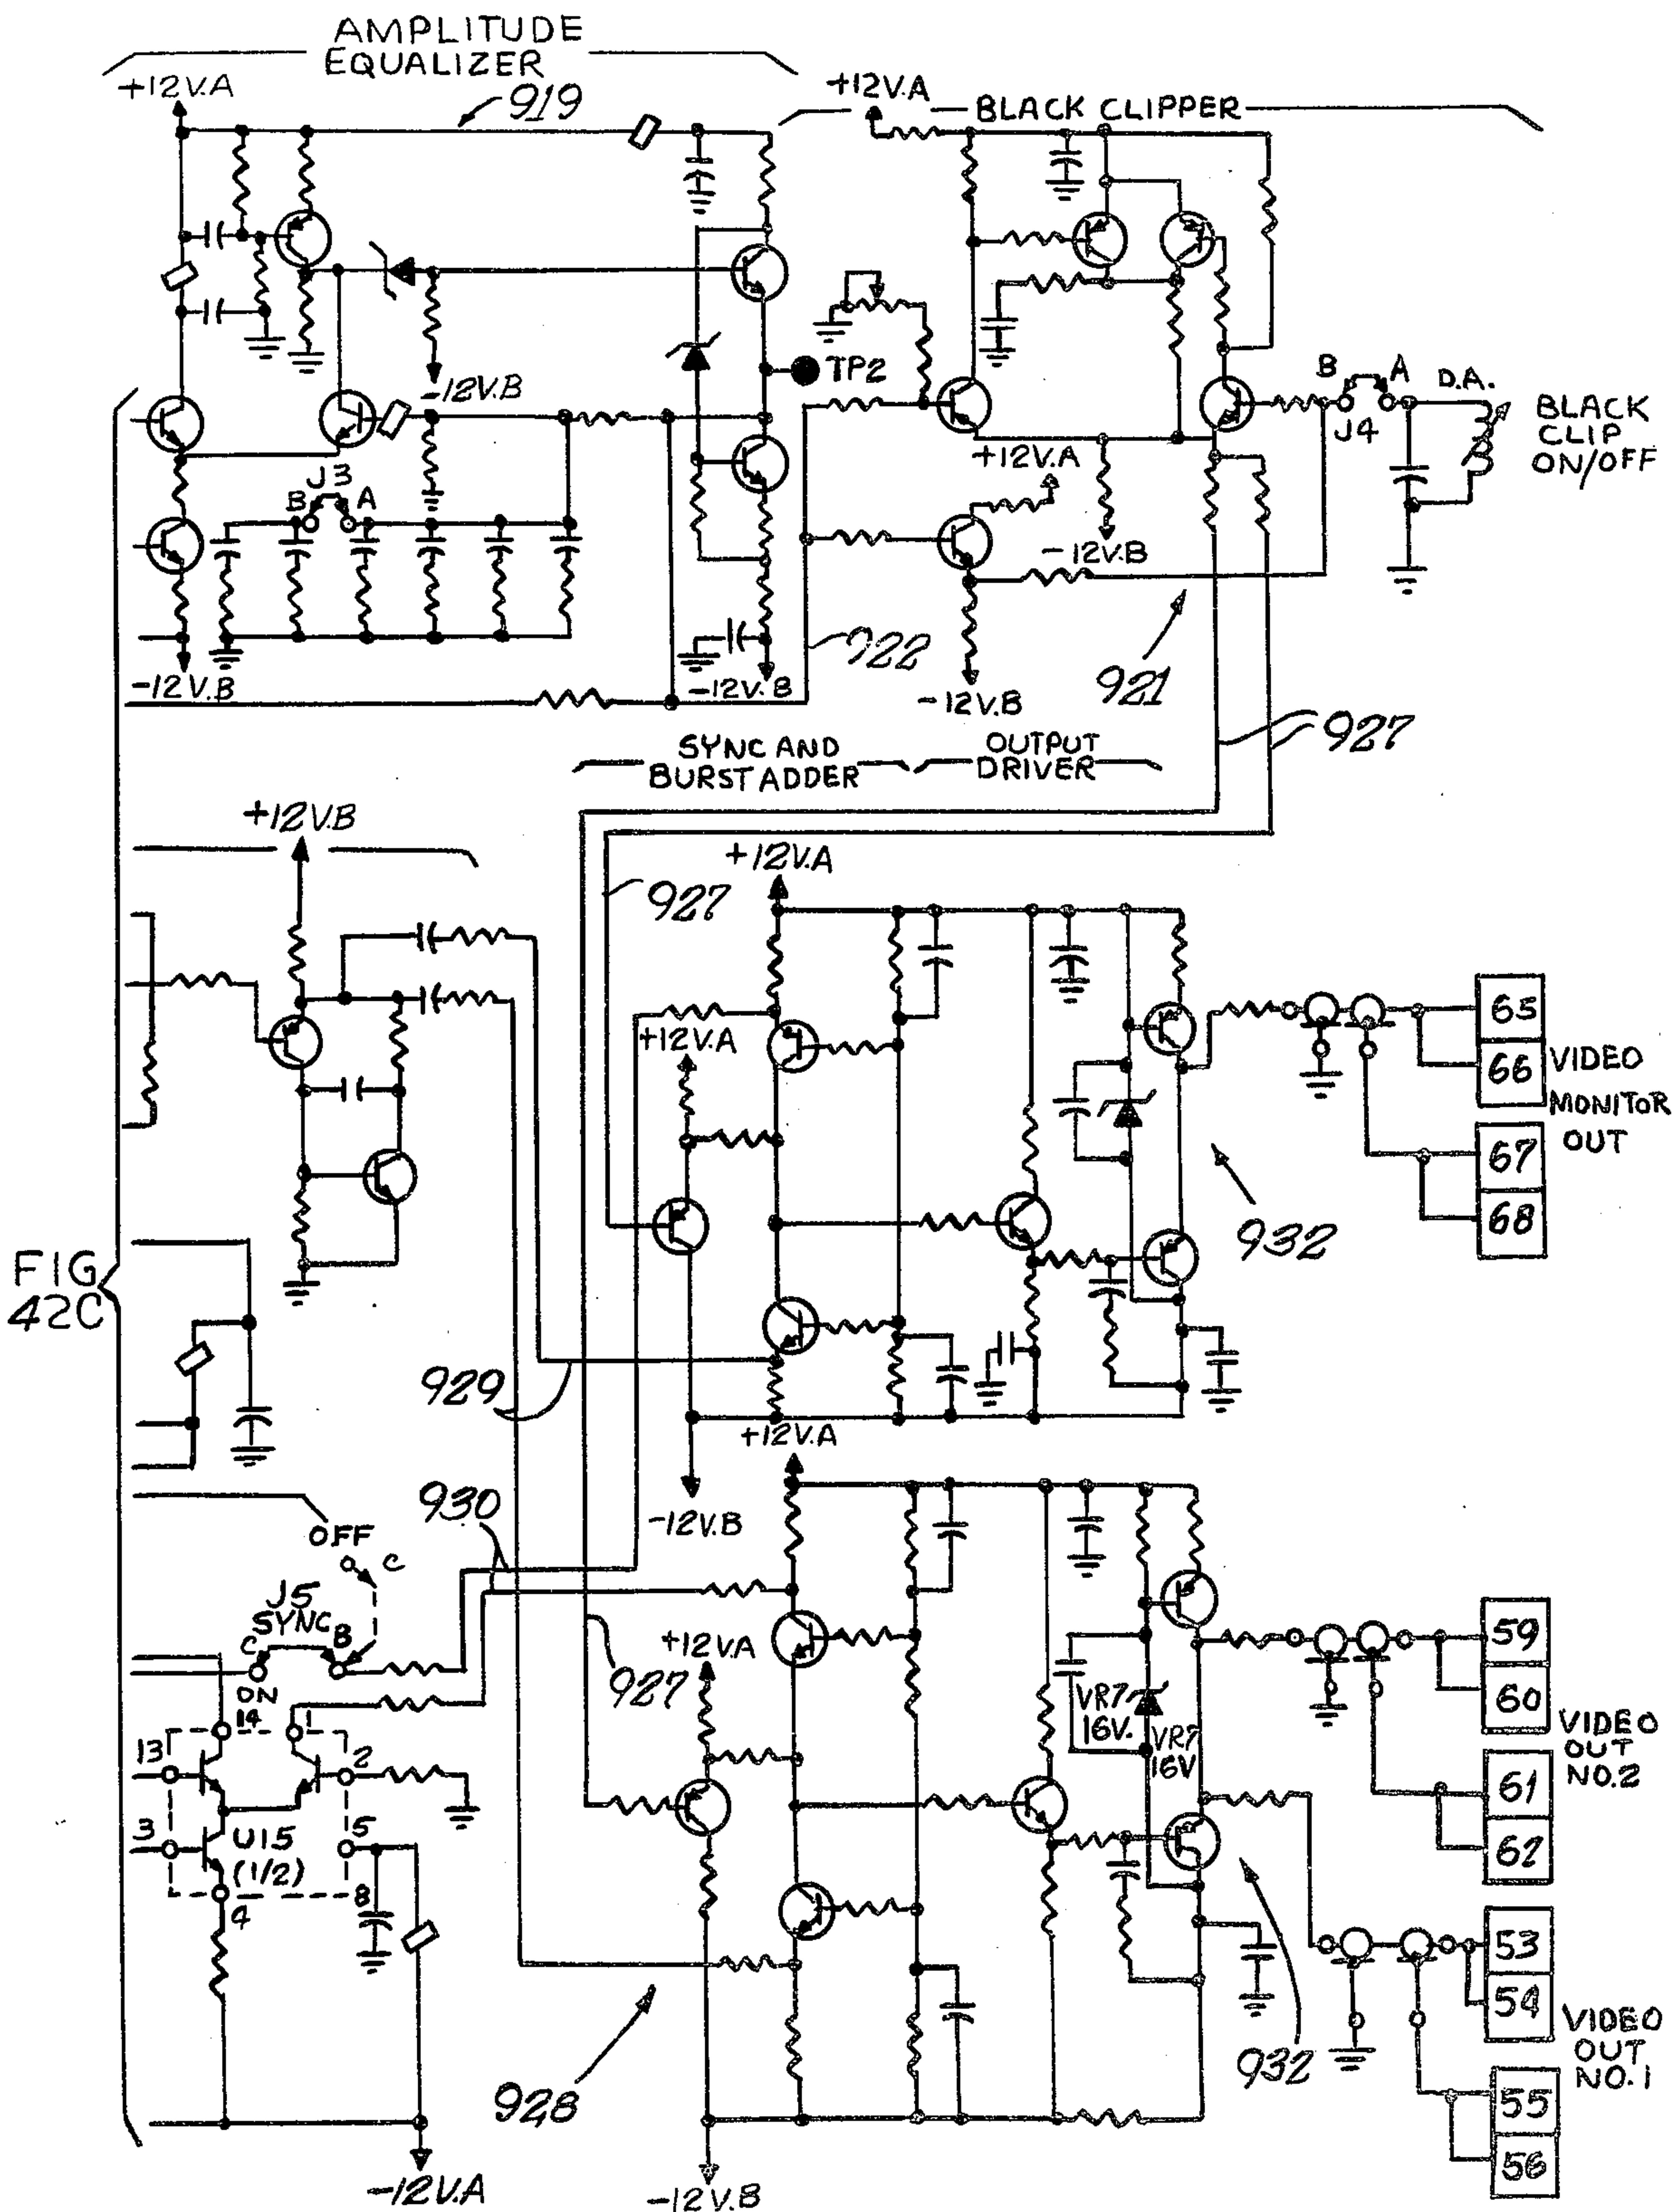 AMPLITUDE
EQUALIZER
+12V.A
919
+12V.A
BLACK CLIPPER
-12V.B
TP2
B
A
J4
D.A.
BLACK
CLIP
ON/OFF
J3
B
A
+12V.A
-12V.B
-12V.B
-12V.B
922
-12V.B
921
927
SYNC AND
BURST ADDER
OUTPUT
DRIVER
+12V.B
+12V.A
927
+12V.A
65
66
67
68
VIDEO
MONITOR
OUT
932
FIG
42C
929
+12V.A
-12V.B
930
OFF
C
J5
SYNC
C
B
ON
927
+12V.A
VR7
16V.
VR7
16V
59
60
61
62
VIDEO
OUT
NO.2
14
1
13
2
3
5
U15
(1/2)
4
8
53
54
55
56
VIDEO
OUT
NO.1
928
932
-12V.A
-12V.B